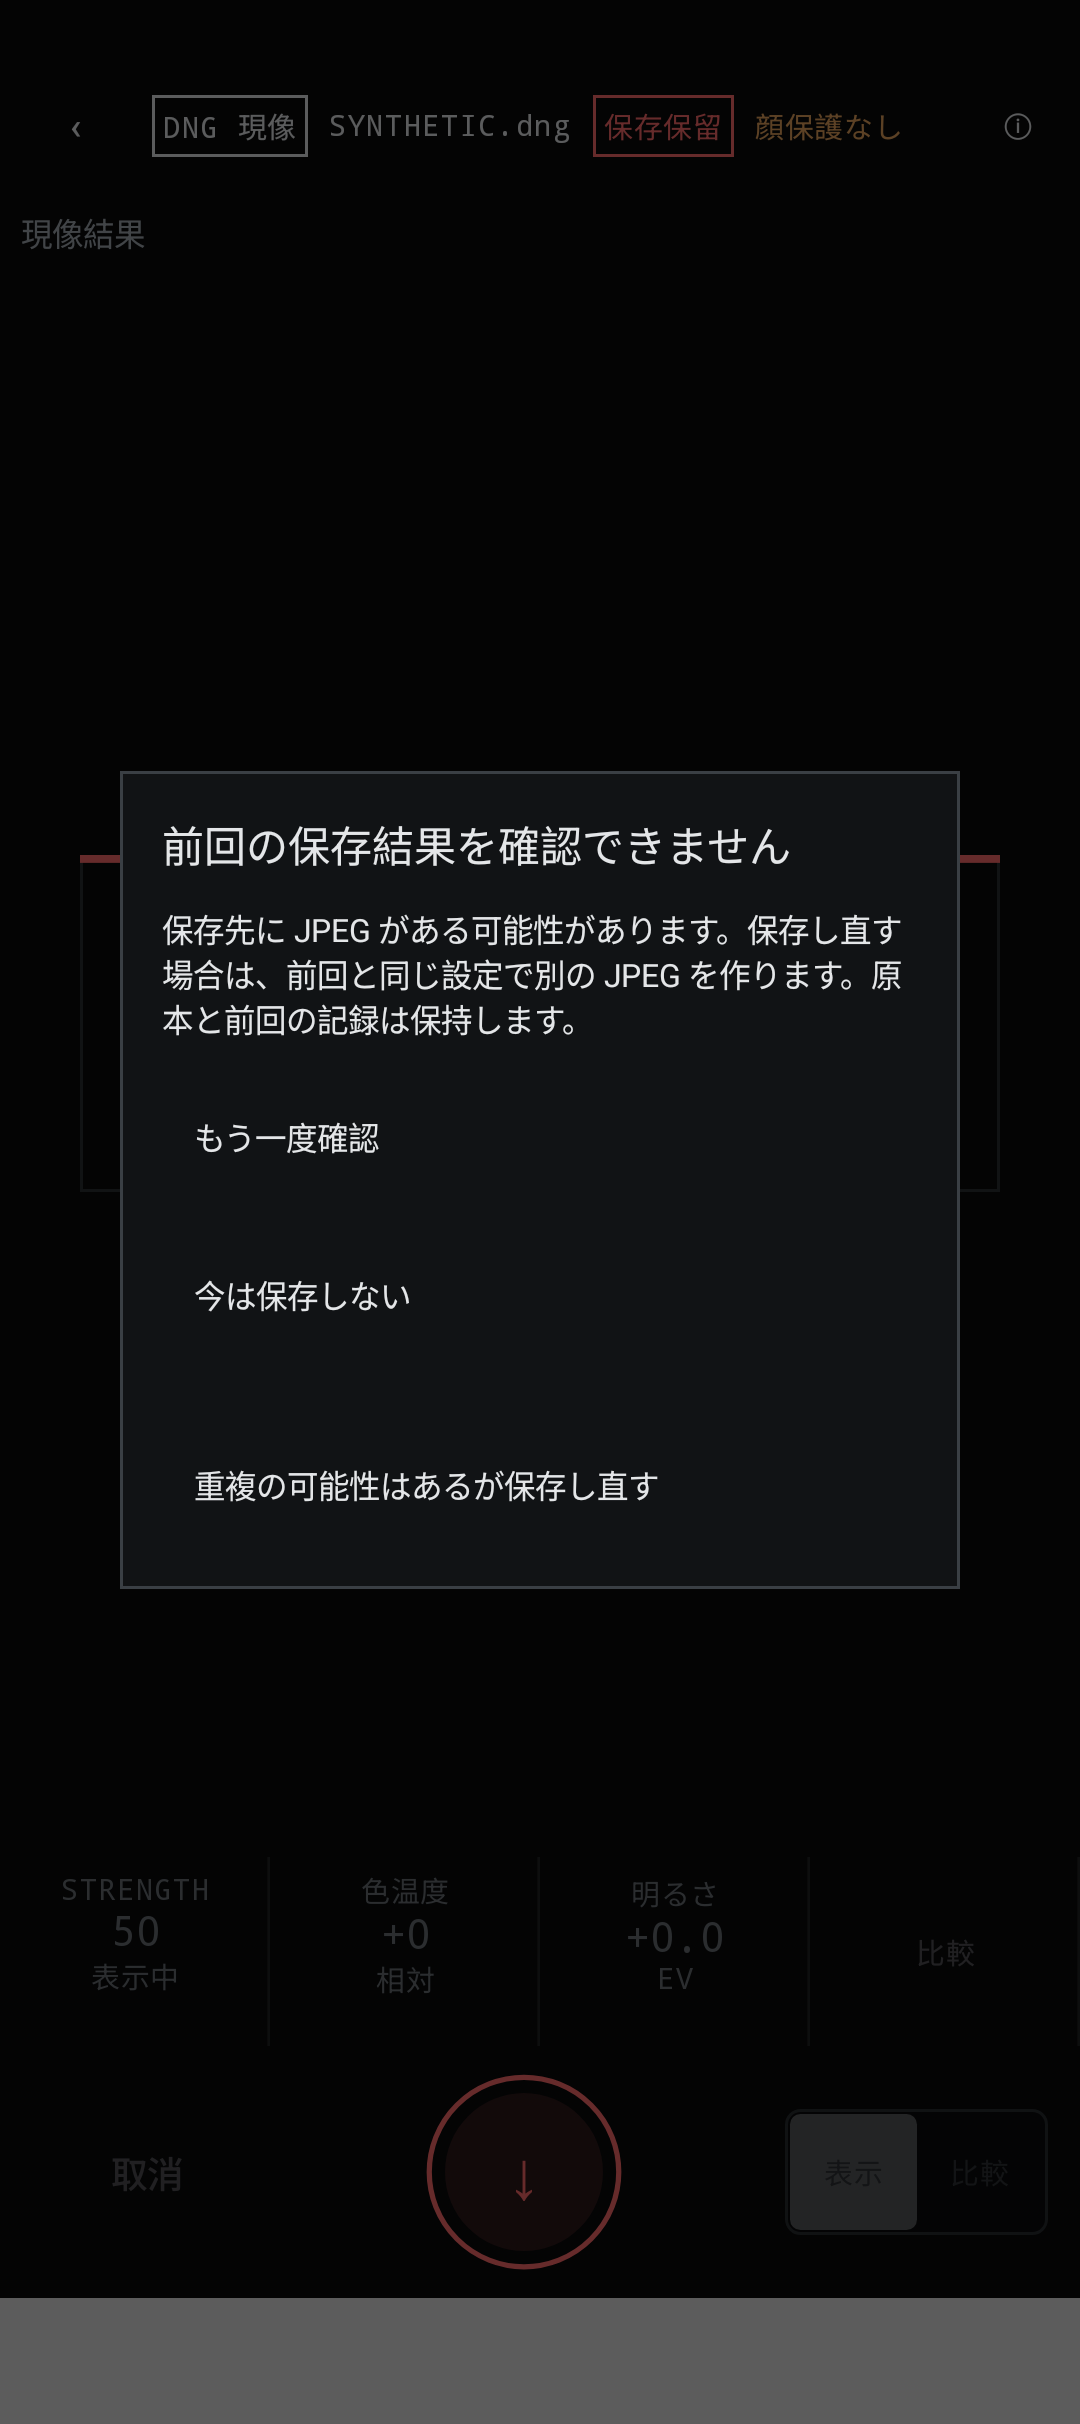 ‹ DNG 現像 SYNTHETIC.dng 保存保留 顔保護なし ⓘ
現像結果
前回の保存結果を確認できません
保存先に JPEG がある可能性があります。保存し直す
場合は、前回と同じ設定で別の JPEG を作ります。原
本と前回の記録は保持します。
もう一度確認
今は保存しない
重複の可能性はあるが保存し直す
STRENGTH 色温度 明るさ
50 +0 +0.0 比較
表示中 相対 EV
取消 ↓ 表示 比較